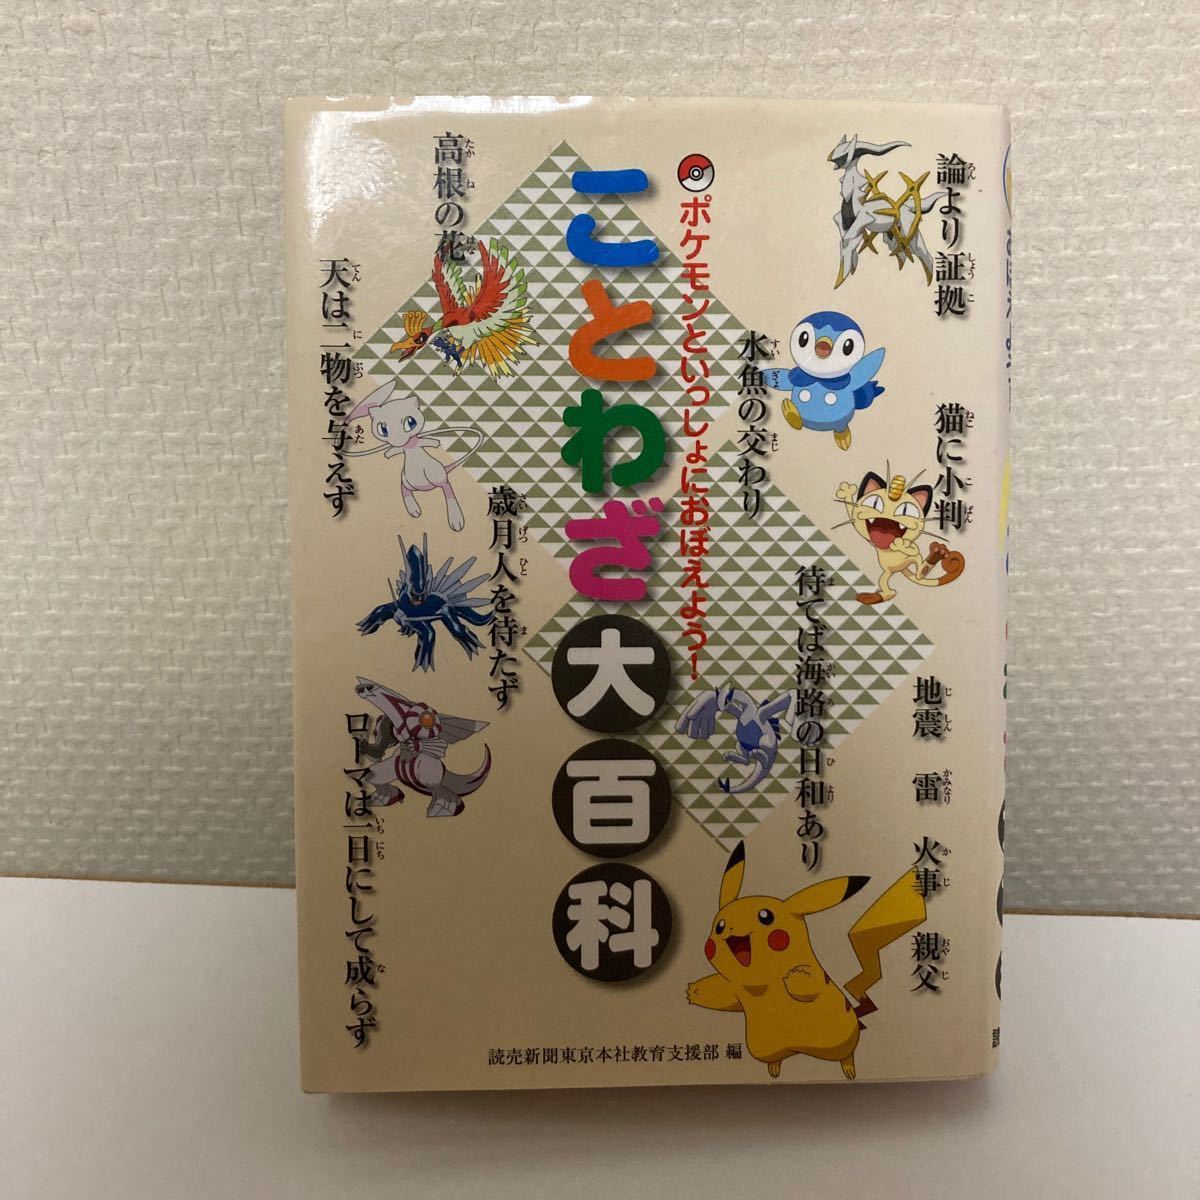 論より証拠
猫に小判
地震 雷 火事 親父
水魚の交わり
待てば海路の日和あり
ポケモンといっしょにおぼえよう!
ことわざ大百科
高根の花
歳月人を待たず
天は二物を与えず
ローマは一日にして成らず
読売新聞東京本社教育支援部 編